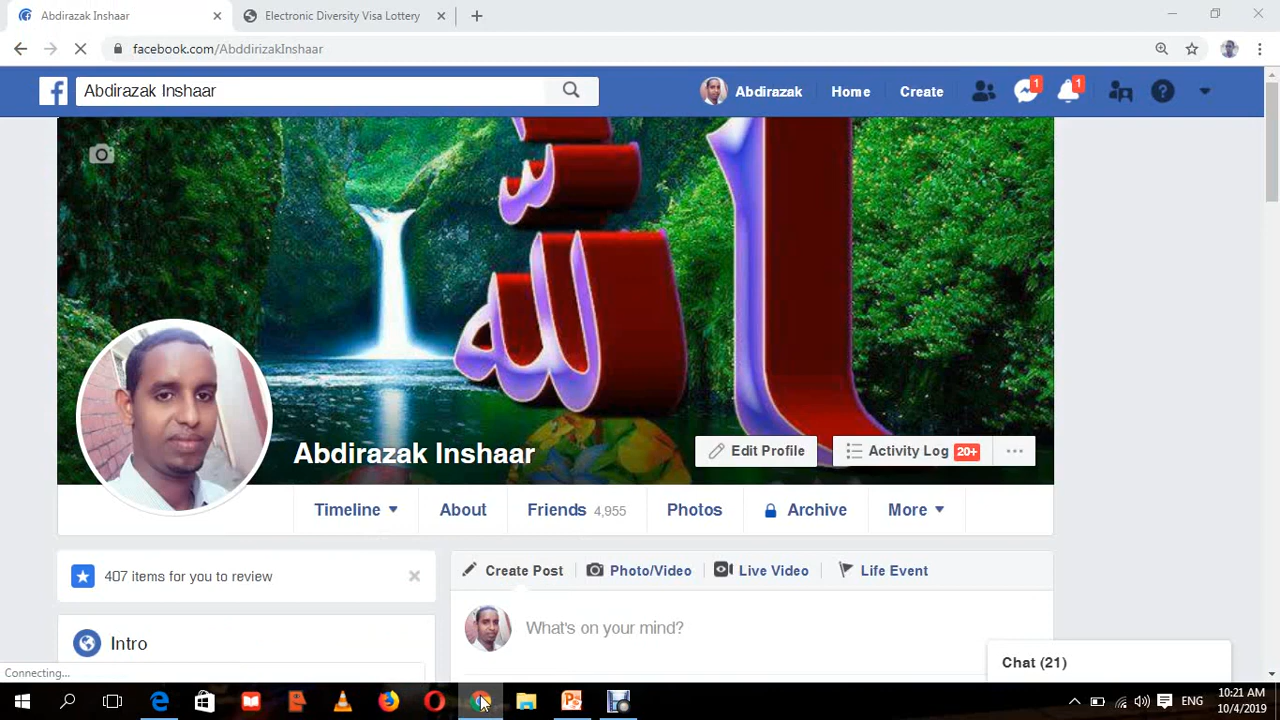 Abdirazak Inshaar
Electronic Diversity Visa Lottery
facebook.com/AbddirizakInshaar
Abdirazak Inshaar
Abdirazak
Home
Create
1
1
الله
Abdirazak Inshaar
Edit Profile
Activity Log 20+
Timeline
About
Friends 4,955
Photos
Archive
More
407 items for you to review
Create Post
Photo/Video
Live Video
Life Event
Intro
What's on your mind?
Chat (21)
Connecting...
ENG
10:21 AM
10/4/2019